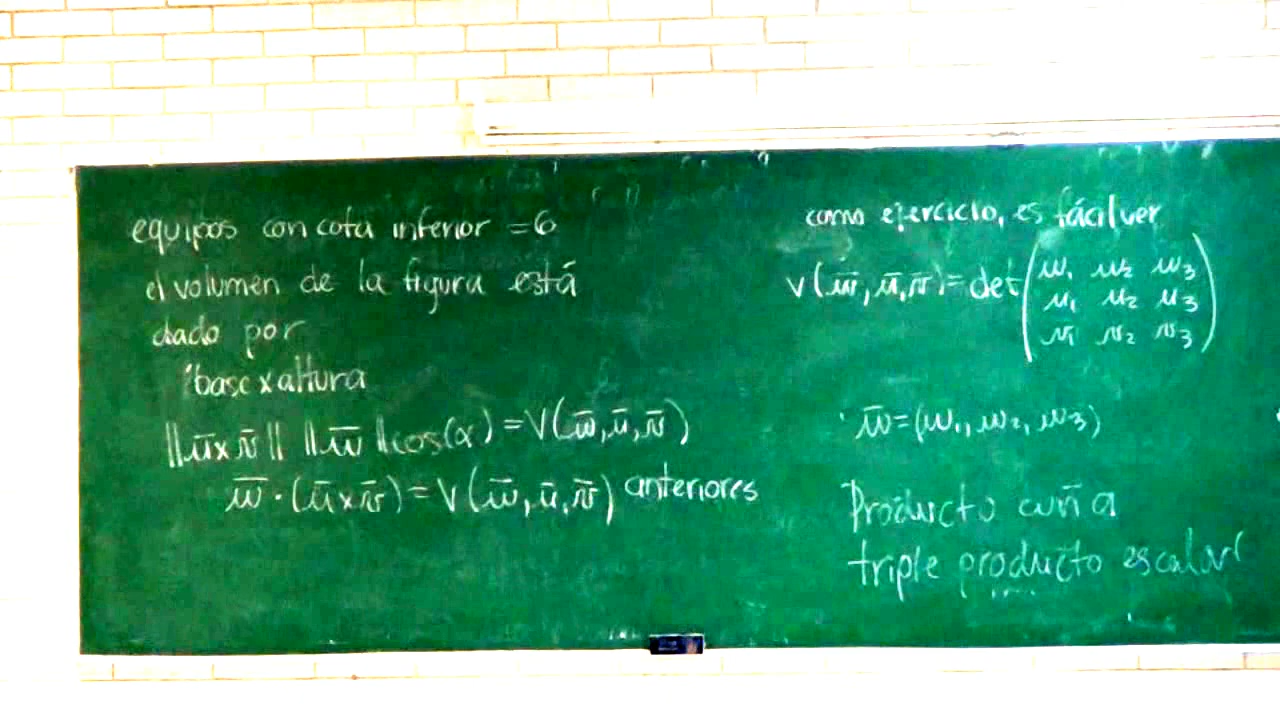 equipos con cota inferior = 6
el volumen de la figura está
dado por
base x altura
||ū x v̄|| ||w̄|| cos(α) = V(w̄, ū, v̄)
w̄ · (ū x v̄) = V(w̄, ū, v̄) anteriores
como ejercicio, es fácil ver
V(w̄, ū, v̄) = det
w₁ w₂ w₃
u₁ u₂ u₃
v₁ v₂ v₃
w̄ = (w₁, w₂, w₃)
Producto cuña
triple producto escalar